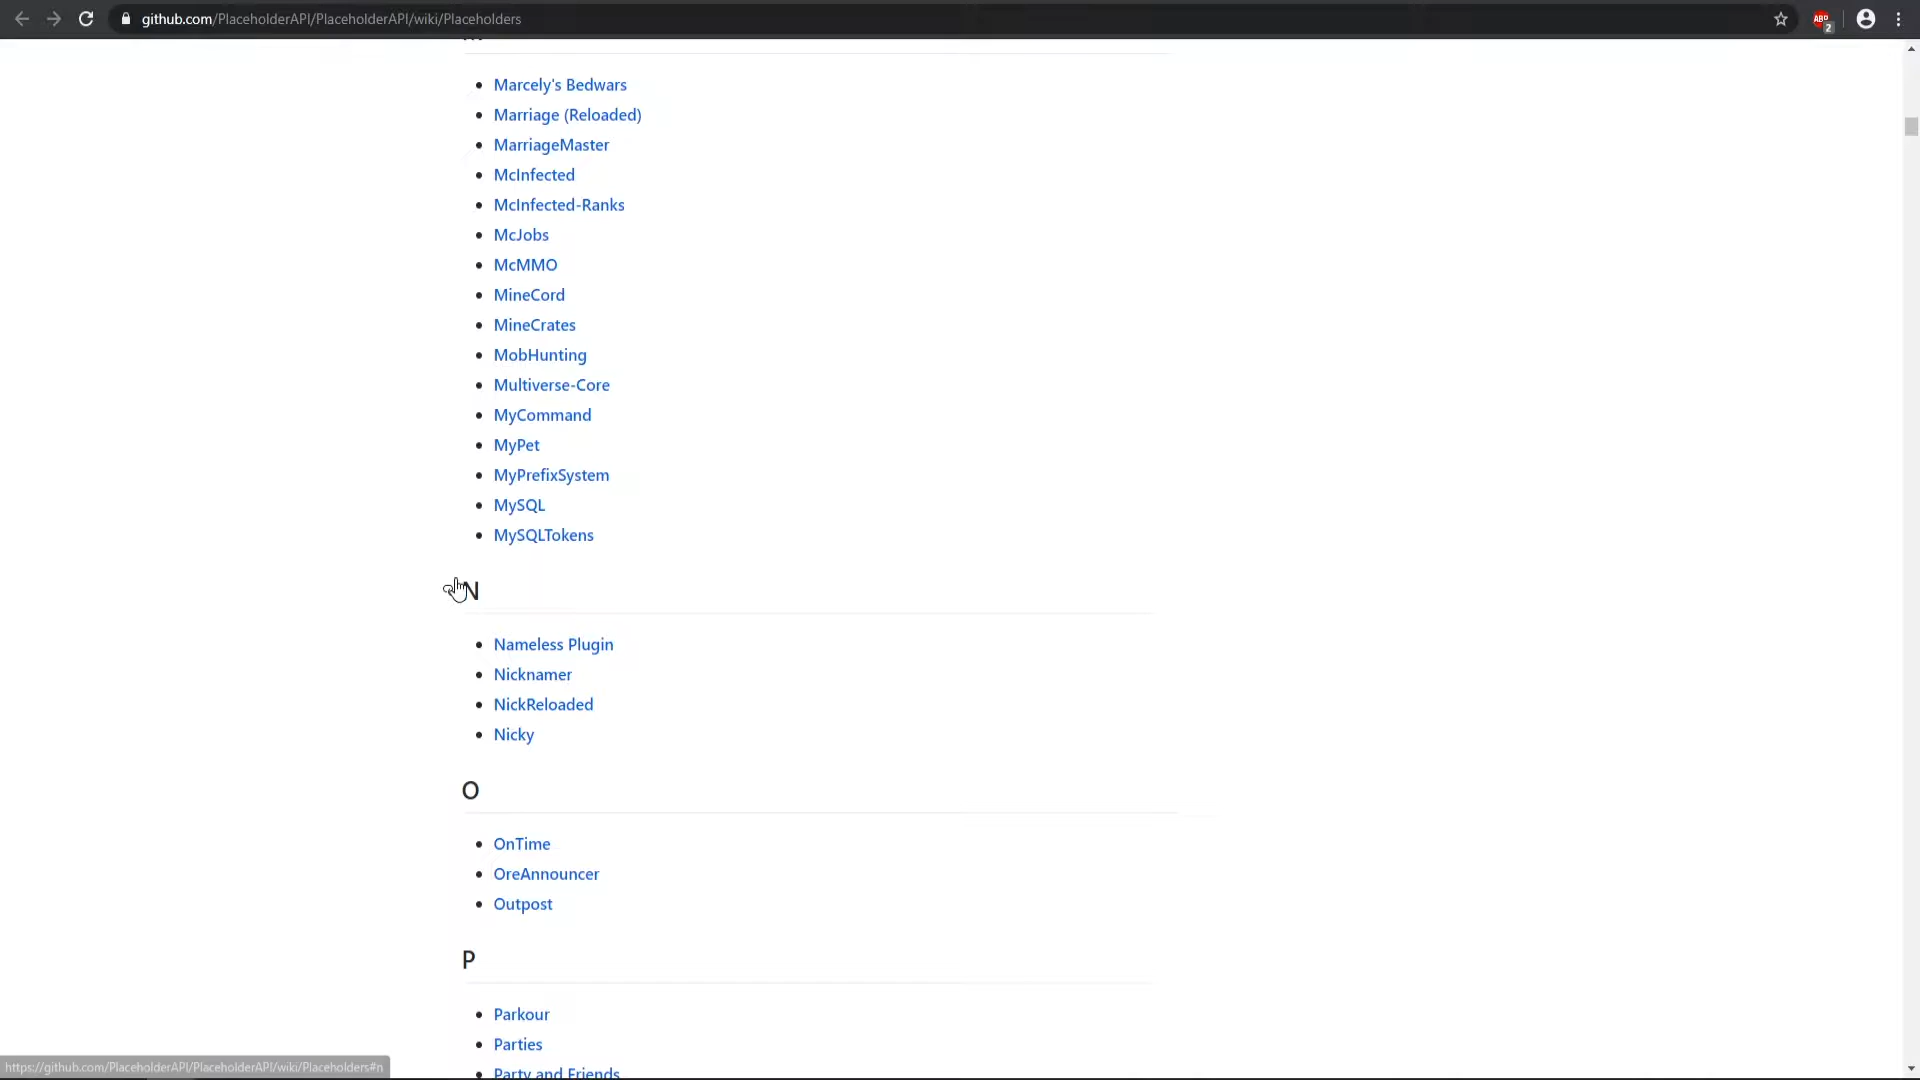 github.com/PlaceholderAPI/PlaceholderAPI/wiki/Placeholders
ABP
2
Marcely's Bedwars
Marriage (Reloaded)
MarriageMaster
McInfected
McInfected-Ranks
McJobs
McMMO
MineCord
MineCrates
MobHunting
Multiverse-Core
MyCommand
MyPet
MyPrefixSystem
MySQL
MySQLTokens
N
Nameless Plugin
Nicknamer
NickReloaded
Nicky
O
OnTime
OreAnnouncer
Outpost
P
Parkour
Parties
Party and Friends
https://github.com/PlaceholderAPI/PlaceholderAPI/wiki/Placeholders#n